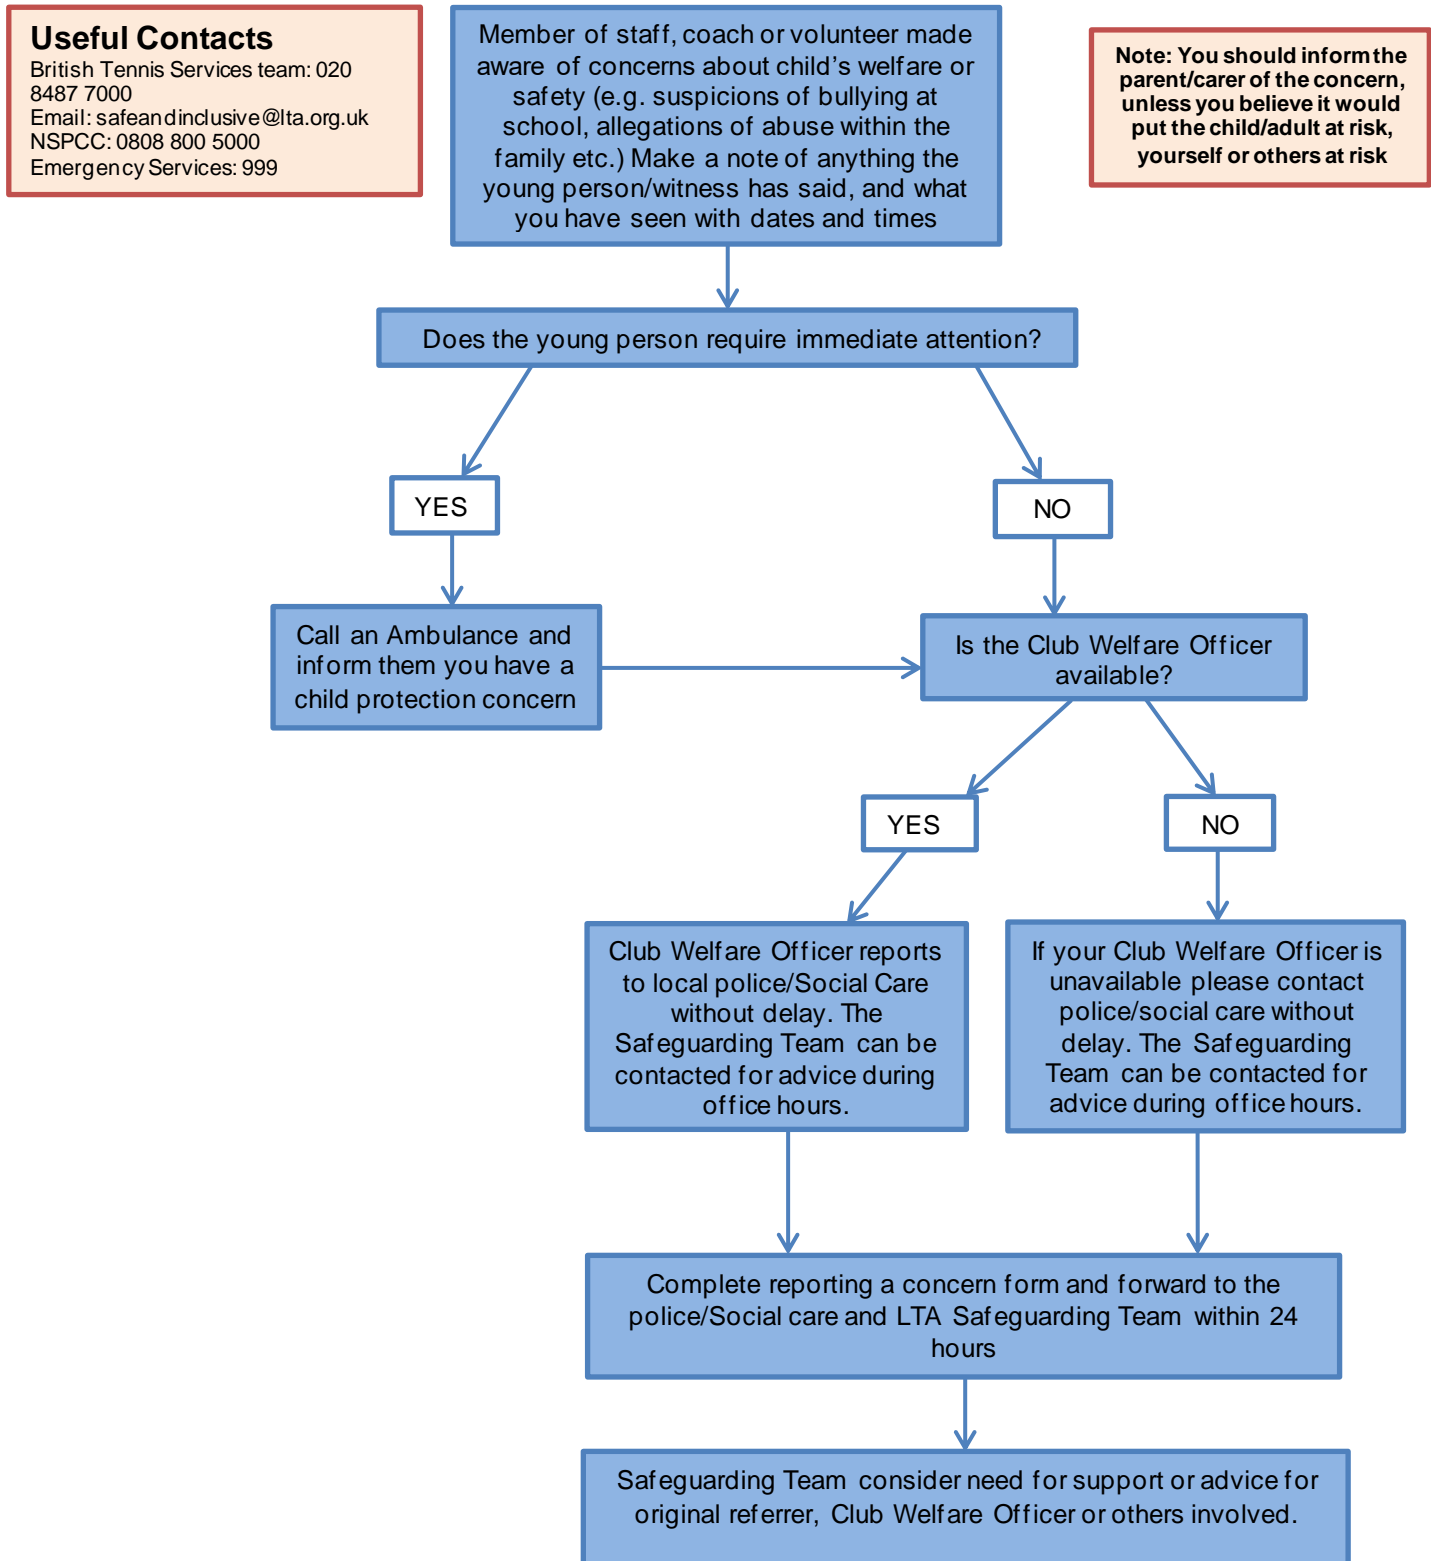 Useful Contacts
British Tennis Services team: 020
8487 7000
Email: safeandinclusive@lta.org.uk
NSPCC: 0808 800 5000
Emergency Services: 999
Member of staff, coach or volunteer made
aware of concerns about child's welfare or
safety (e.g. suspicions of bullying at
school, allegations of abuse within the
family etc.) Make a note of anything the
young person/witness has said, and what
you have seen with dates and times
Note: You should inform the
parent/carer of the concern,
unless you believe it would
put the child/adult at risk,
yourself or others at risk
Does the young person require immediate attention?
YES
NO
Call an Ambulance and
inform them you have a
child protection concern
Is the Club Welfare Officer
available?
YES
NO
Club Welfare Officer reports
to local police/Social Care
without delay. The
Safeguarding Team can be
contacted for advice during
office hours.
If your Club Welfare Officer is
unavailable please contact
police/social care without
delay. The Safeguarding
Team can be contacted for
advice during office hours.
Complete reporting a concern form and forward to the
police/Social care and LTA Safeguarding Team within 24
hours
Safeguarding Team consider need for support or advice for
original referrer, Club Welfare Officer or others involved.